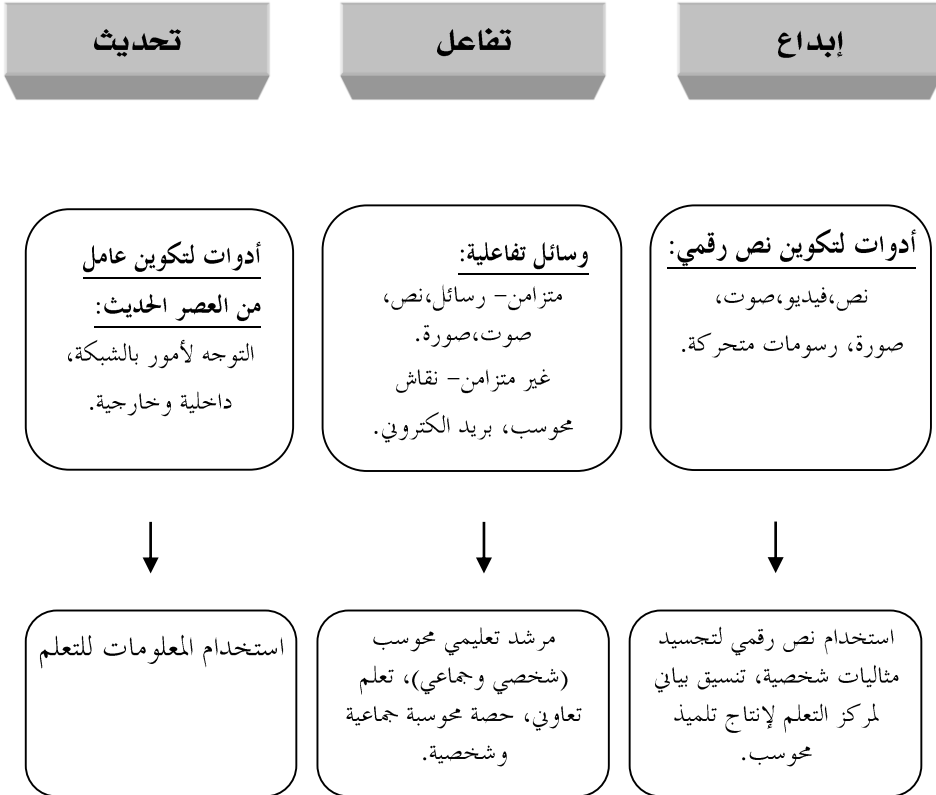 إبداع
تفاعل
تحديث
أدوات لتكوين نص رقمي:
نص،فيديو،صوت،
صورة، رسومات متحركة.
وسائل تفاعلية:
متزامن– رسائل،نص،
صوت،صورة.
غير متزامن– نقاش
محوسب، بريد الكتروني.
أدوات لتكوين عامل
من العصر الحديث:
التوجه لأمور بالشبكة،
داخلية وخارجية.
استخدام نص رقمي لتجسيد
مثاليات شخصية، تنسيق بياني
لمركز التعلم لإنتاج تلميذ
محوسب.
مرشد تعليمي محوسب
(شخصي وجماعي)، تعلم
تعاوني، حصة محوسبة جماعية
وشخصية.
استخدام المعلومات للتعلم